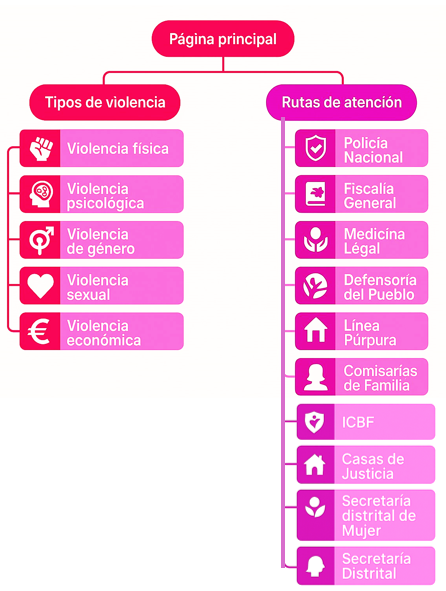 Página principal
Tipos de violencia
Violencia física
Violencia
psicológica
Violencia
de género
Violencia
sexual
€
Violencia
económica
Rutas de atención
Policía
Nacional
Fiscalía
General
Medicina
Légal
Defensoría
del Pueblo
Línea
Púrpura
Comisarías
de Familia
ICBF
Casas de
Justicia
Secretaría
distrital de
Mujer
Secretaría
Distrital